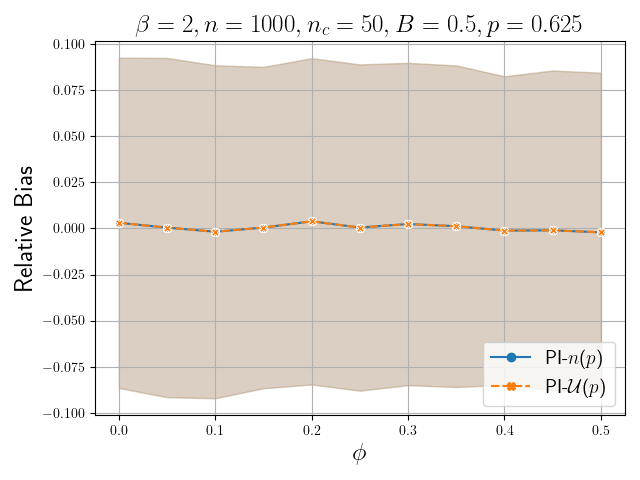 β = 2, n = 1000, n_c = 50, B = 0.5, p = 0.625
Relative Bias
0.100
0.075
0.050
0.025
0.000
−0.025
−0.050
−0.075
−0.100
PI-n(p)
PI-𝒰(p)
0.0 0.1 0.2 0.3 0.4 0.5
ϕ